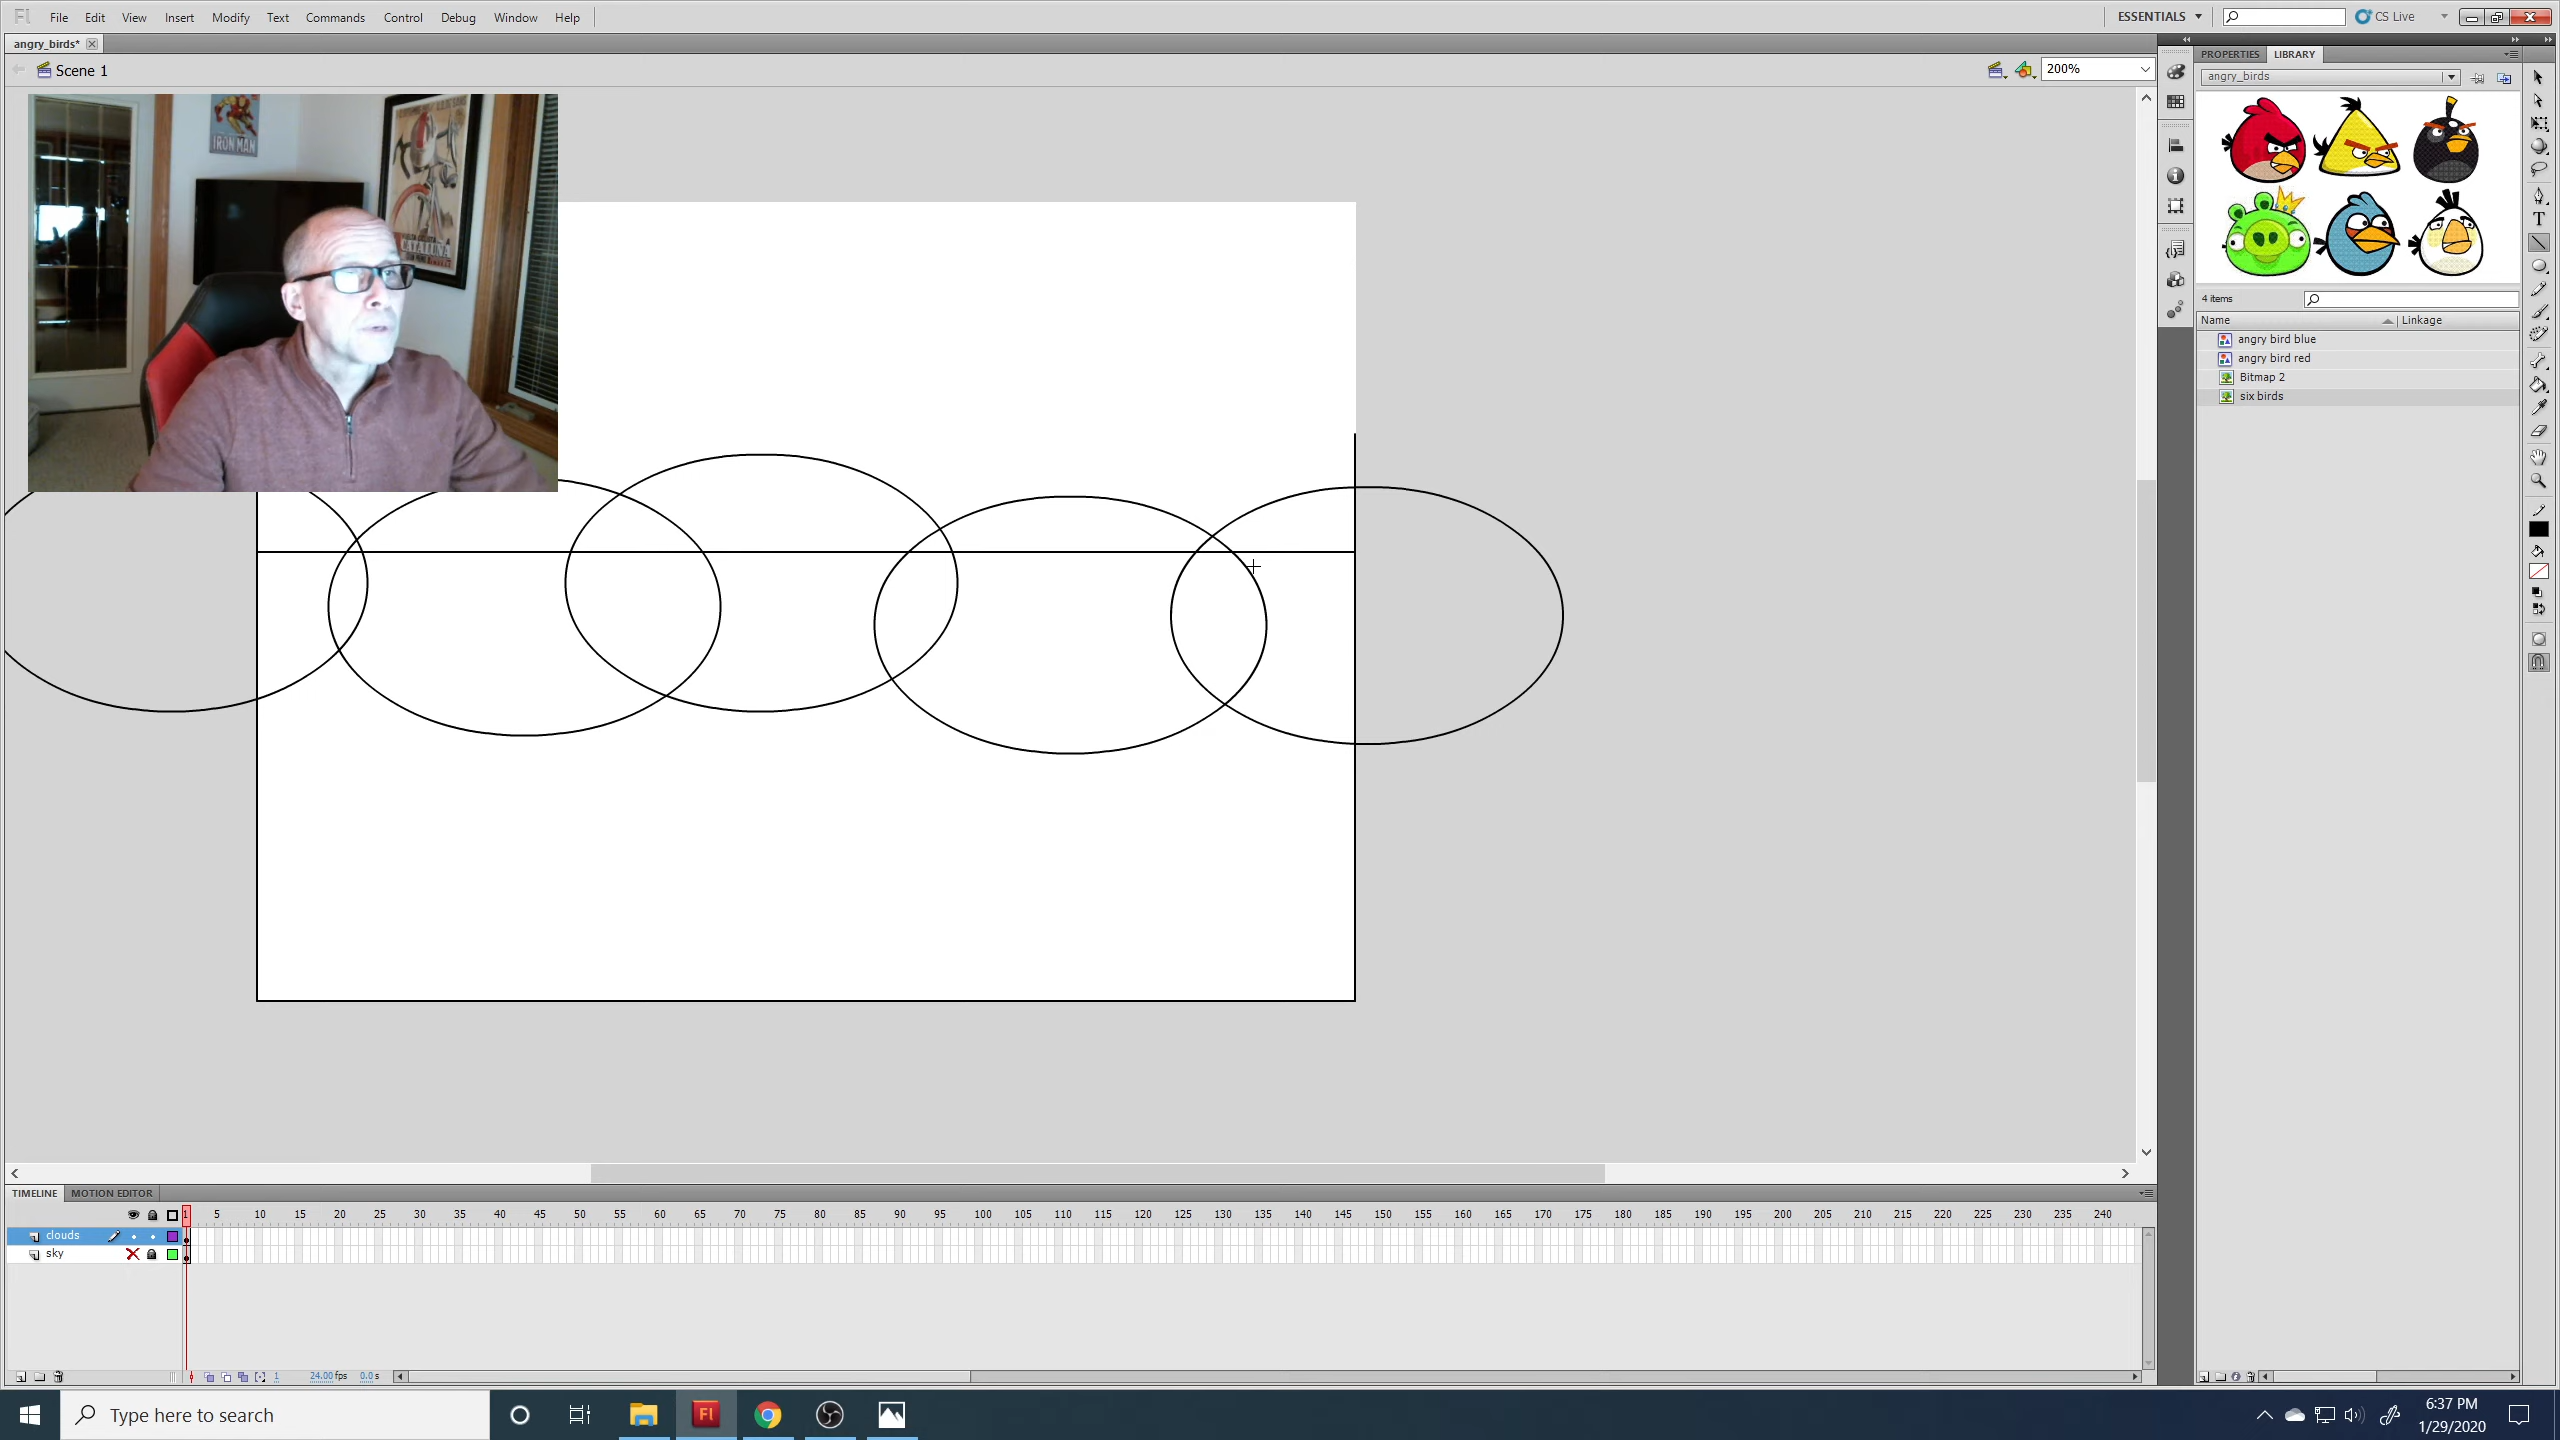 Fl File Edit View Insert Modify Text Commands Control Debug Window Help ESSENTIALS CS Live
angry_birds*
Scene 1 200%
PROPERTIES LIBRARY
angry_birds
IRON MAN
CATALUNA
4 items
Name Linkage
angry bird blue
angry bird red
Bitmap 2
six birds
T
TIMELINE MOTION EDITOR
1 5 10 15 20 25 30 35 40 45 50 55 60 65 70 75 80 85 90 95 100 105 110 115 120 125 130 135 140 145 150 155 160 165 170 175 180 185 190 195 200 205 210 215 220 225 230 235 240
clouds
sky
1 24.00 fps 0.0 s
Type here to search
Fl
6:37 PM
1/29/2020